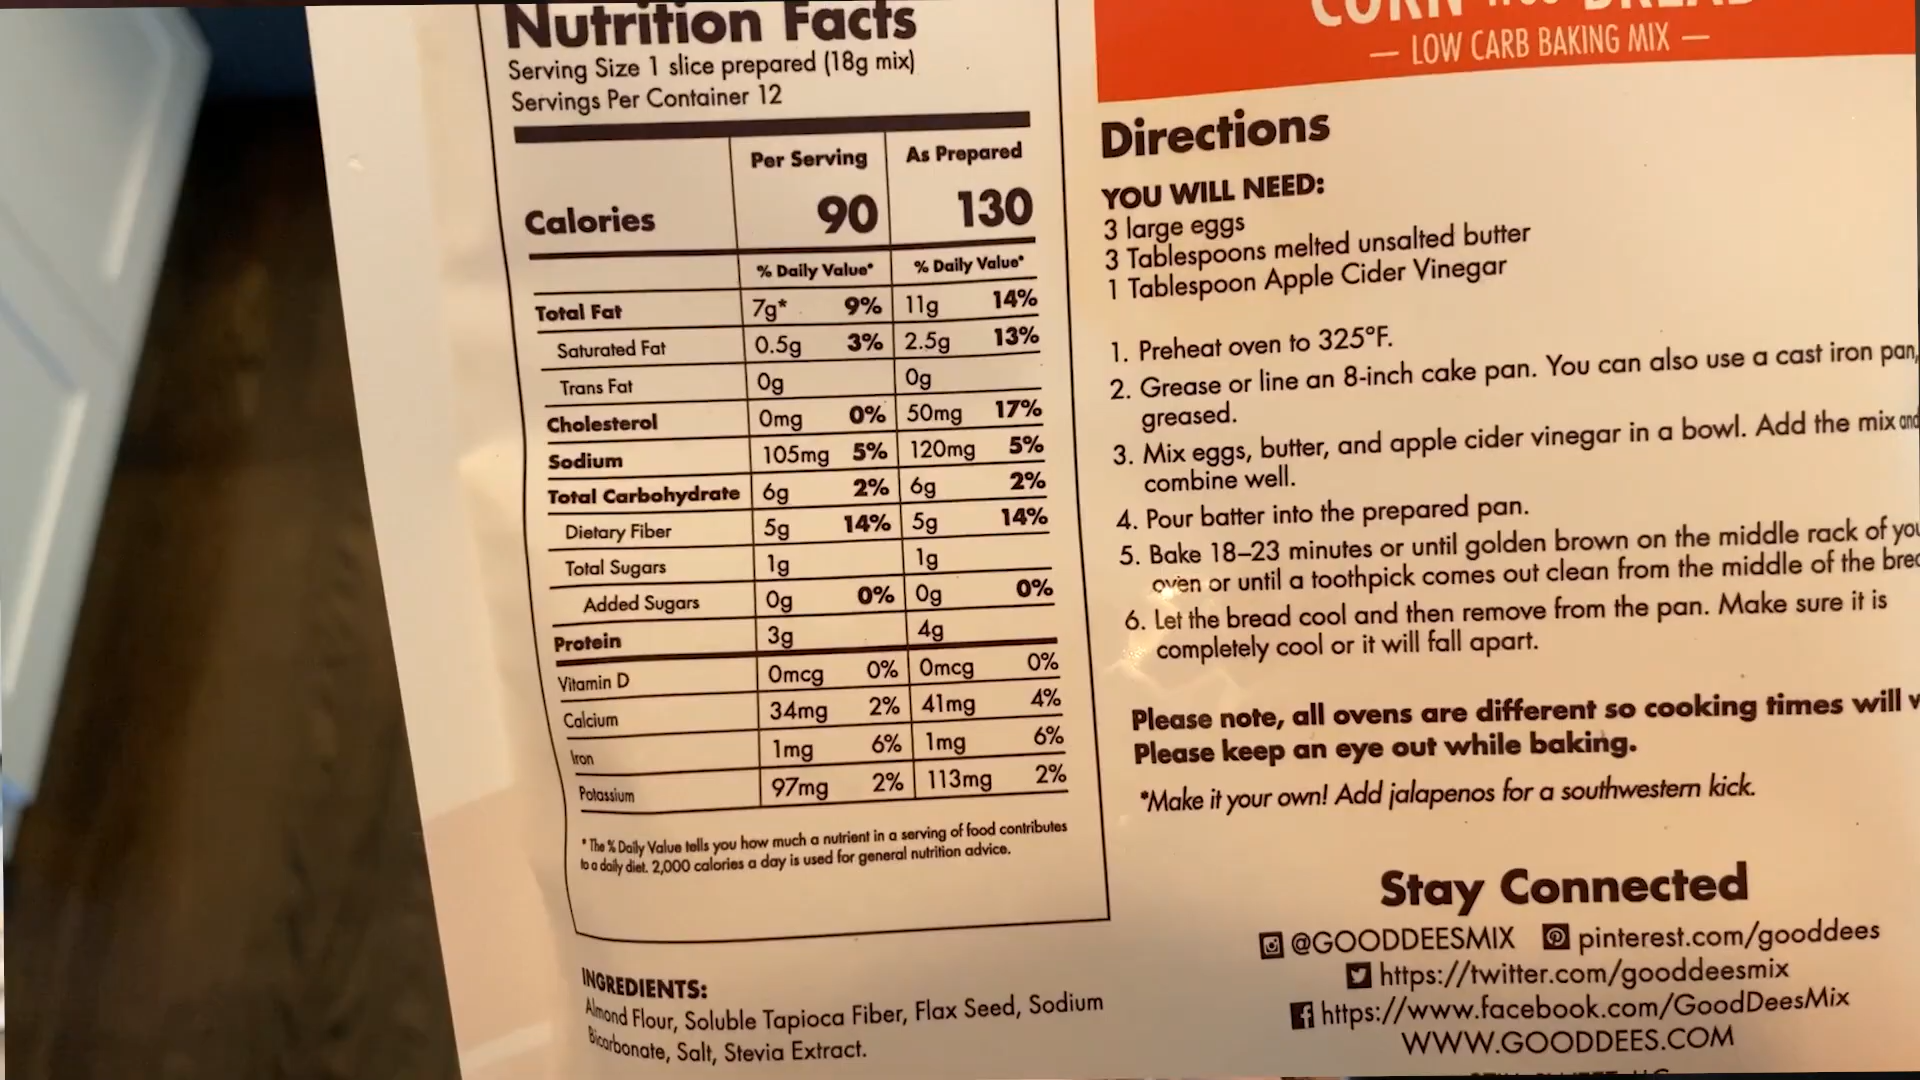 Nutrition Facts
Serving Size 1 slice prepared (18g mix)
Servings Per Container 12
Per Serving As Prepared
Calories 90 130
% Daily Value* % Daily Value*
Total Fat 7g* 9% 11g 14%
Saturated Fat 0.5g 3% 2.5g 13%
Trans Fat 0g 0g
Cholesterol 0mg 0% 50mg 17%
Sodium 105mg 5% 120mg 5%
Total Carbohydrate 6g 2% 6g 2%
Dietary Fiber 5g 14% 5g 14%
Total Sugars 1g 1g
Added Sugars 0g 0% 0g 0%
Protein 3g 4g
Vitamin D 0mcg 0% 0mcg 0%
Calcium 34mg 2% 41mg 4%
Iron 1mg 6% 1mg 6%
Potassium 97mg 2% 113mg 2%
* The % Daily Value tells you how much a nutrient in a serving of food contributes
to a daily diet. 2,000 calories a day is used for general nutrition advice.
INGREDIENTS:
Almond Flour, Soluble Tapioca Fiber, Flax Seed, Sodium
Bicarbonate, Salt, Stevia Extract.
CORN BREAD
— LOW CARB BAKING MIX —
Directions
YOU WILL NEED:
3 large eggs
3 Tablespoons melted unsalted butter
1 Tablespoon Apple Cider Vinegar
1. Preheat oven to 325°F.
2. Grease or line an 8-inch cake pan. You can also use a cast iron pan,
greased.
3. Mix eggs, butter, and apple cider vinegar in a bowl. Add the mix and
combine well.
4. Pour batter into the prepared pan.
5. Bake 18–23 minutes or until golden brown on the middle rack of
oven or until a toothpick comes out clean from the middle of the
6. Let the bread cool and then remove from the pan. Make sure it is
completely cool or it will fall apart.
Please note, all ovens are different so cooking times will
Please keep an eye out while baking.
*Make it your own! Add jalapenos for a southwestern kick.
Stay Connected
@GOODDEESMIX pinterest.com/gooddees
https://twitter.com/gooddeesmix
https://www.facebook.com/GoodDeesMix
WWW.GOODDEES.COM